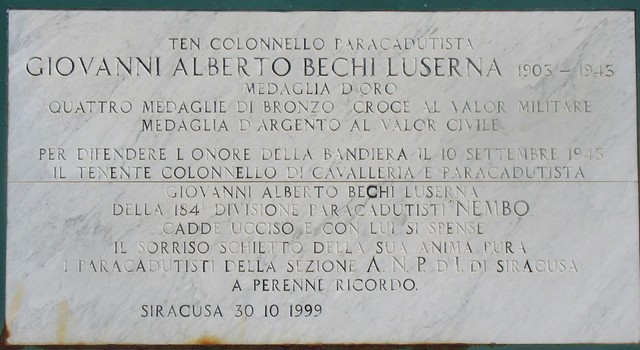 TEN COLONNELLO PARACADUTISTA
GIOVANNI ALBERTO BECHI LUSERNA 1903 - 1943
MEDAGLIA D'ORO
QUATTRO MEDAGLIE DI BRONZO CROCE AL VALOR MILITARE
MEDAGLIA D'ARGENTO AL VALOR CIVILE
PER DIFENDERE L ONORE DELLA BANDIERA IL 10 SETTEMBRE 1943
IL TENENTE COLONNELLO DI CAVALLERIA E PARACADUTISTA
GIOVANNI ALBERTO BECHI LUSERNA
DELLA 184ª DIVISIONE PARACADUTISTI "NEMBO"
CADDE UCCISO E CON LUI SI SPENSE
IL SORRISO SCHIETTO DELLA SUA ANIMA PURA
I PARACADUTISTI DELLA SEZIONE A. N. P. d'I. DI SIRACUSA
A PERENNE RICORDO.
SIRACUSA 30 10 1999